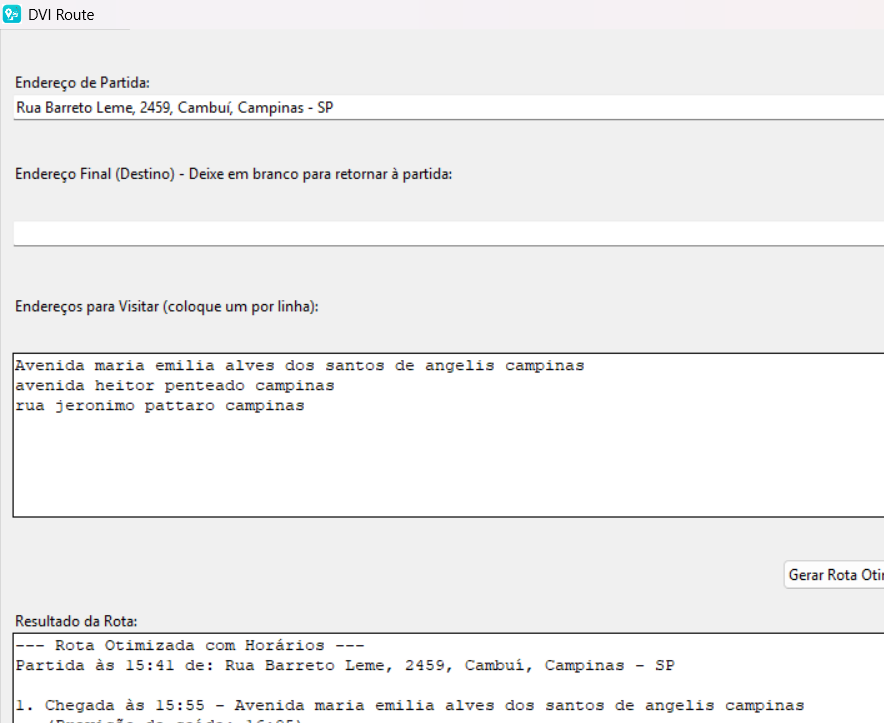 DVI Route
Endereço de Partida:
Rua Barreto Leme, 2459, Cambuí, Campinas - SP
Endereço Final (Destino) - Deixe em branco para retornar à partida:
Endereços para Visitar (coloque um por linha):
Avenida maria emilia alves dos santos de angelis campinas
avenida heitor penteado campinas
rua jeronimo pattaro campinas
Gerar Rota
Resultado da Rota:
--- Rota Otimizada com Horários ---
Partida às 15:41 de: Rua Barreto Leme, 2459, Cambuí, Campinas - SP
1. Chegada às 15:55 - Avenida maria emilia alves dos santos de angelis campinas